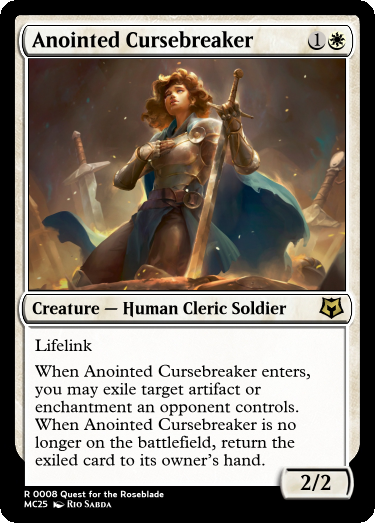 Anointed Cursebreaker 1
Creature — Human Cleric Soldier
Lifelink
When Anointed Cursebreaker enters,
you may exile target artifact or
enchantment an opponent controls.
When Anointed Cursebreaker is no
longer on the battlefield, return the
exiled card to its owner's hand.
2/2
R 0008 Quest for the Roseblade
MC25 Rio Sabda